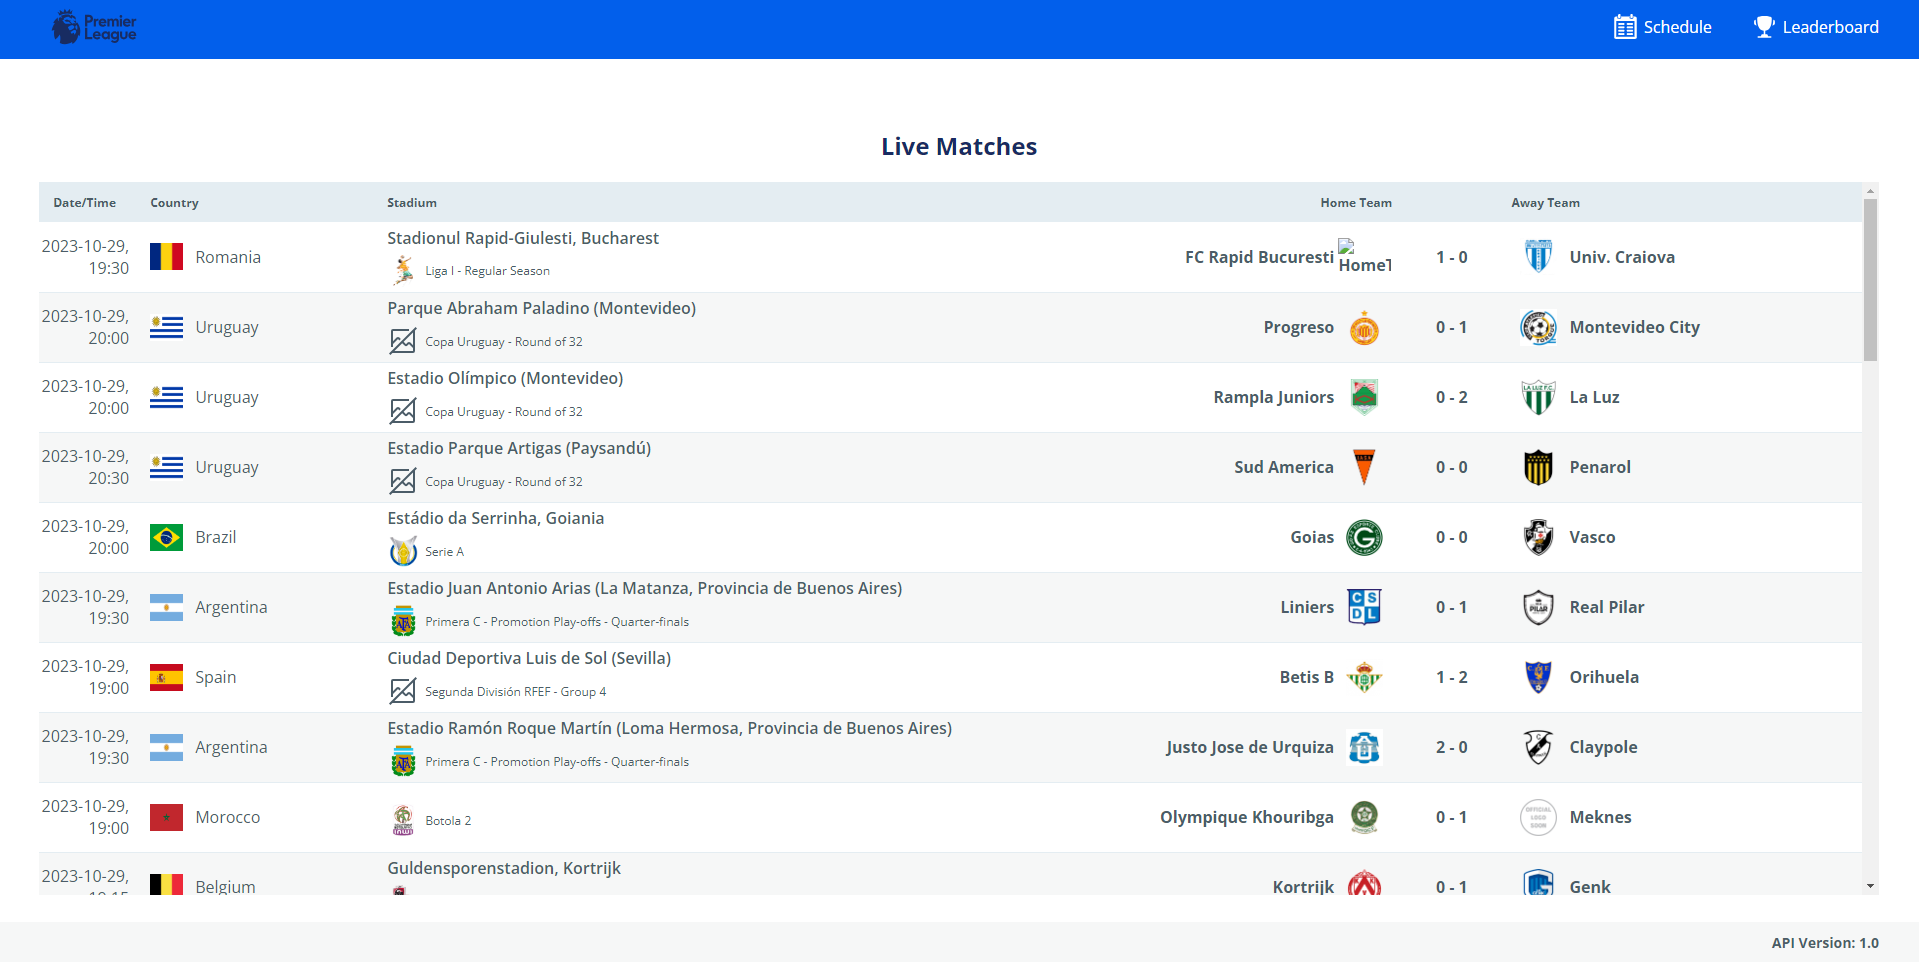 Premier
League
Schedule
Leaderboard
Live Matches
Date/Time Country Stadium Home Team Away Team
2023-10-29,
19:30
Romania
Stadionul Rapid-Giulesti, Bucharest
Liga I - Regular Season
FC Rapid Bucuresti
HomeT
1 - 0
Univ. Craiova
2023-10-29,
20:00
Uruguay
Parque Abraham Paladino (Montevideo)
Copa Uruguay - Round of 32
Progreso
0 - 1
Montevideo City
2023-10-29,
20:00
Uruguay
Estadio Olímpico (Montevideo)
Copa Uruguay - Round of 32
Rampla Juniors
0 - 2
La Luz
2023-10-29,
20:30
Uruguay
Estadio Parque Artigas (Paysandú)
Copa Uruguay - Round of 32
Sud America
0 - 0
Penarol
2023-10-29,
20:00
Brazil
Estádio da Serrinha, Goiania
Serie A
Goias
0 - 0
Vasco
2023-10-29,
19:30
Argentina
Estadio Juan Antonio Arias (La Matanza, Provincia de Buenos Aires)
Primera C - Promotion Play-offs - Quarter-finals
Liniers
CS
DL
0 - 1
PILAR
Real Pilar
2023-10-29,
19:00
Spain
Ciudad Deportiva Luis de Sol (Sevilla)
Segunda División RFEF - Group 4
Betis B
1 - 2
Orihuela
2023-10-29,
19:30
Argentina
Estadio Ramón Roque Martín (Loma Hermosa, Provincia de Buenos Aires)
Primera C - Promotion Play-offs - Quarter-finals
Justo Jose de Urquiza
2 - 0
Claypole
2023-10-29,
19:00
Morocco
Botola 2
Olympique Khouribga
0 - 1
OFFICIAL
LOGO
SOON
Meknes
2023-10-29,
19:15
Belgium
Guldensporenstadion, Kortrijk
Kortrijk
0 - 1
Genk
API Version: 1.0